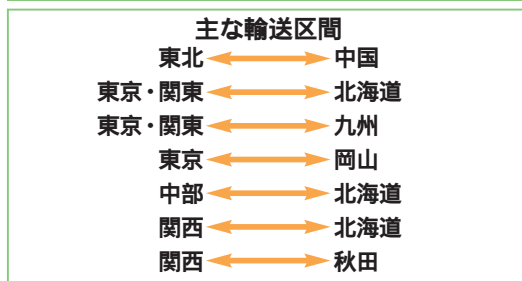 主な輸送区間
東北 中国
東京・関東 北海道
東京・関東 九州
東京 岡山
中部 北海道
関西 北海道
関西 秋田